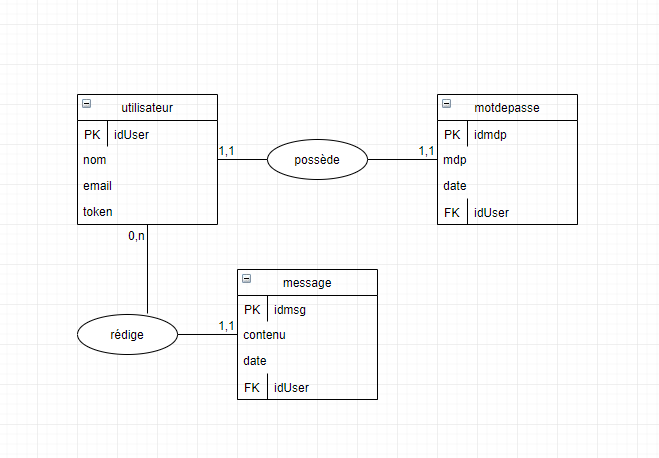 utilisateur
PK idUser
nom
email
token
1,1
possède
1,1
motdepasse
PK idmdp
mdp
date
FK idUser
0,n
rédige
1,1
message
PK idmsg
contenu
date
FK idUser